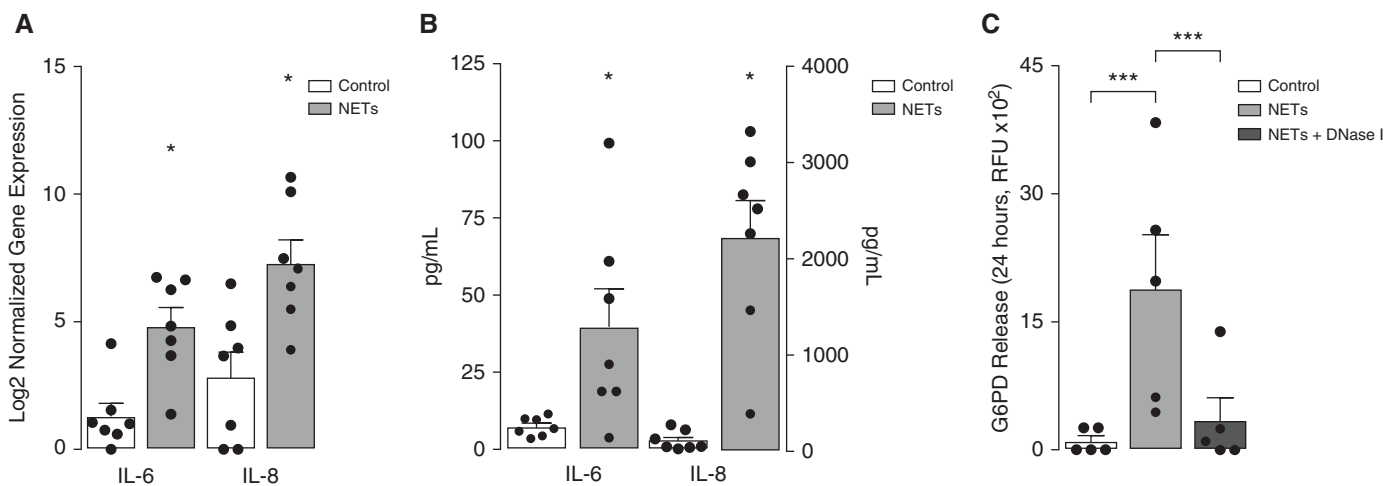 A
Log2 Normalized Gene Expression
15
10
5
0
*
*
Control
NETs
IL-6
IL-8
B
pg/mL
125
100
75
50
25
0
*
*
4000
3000
2000
1000
0
pg/mL
Control
NETs
IL-6
IL-8
C
G6PD Release (24 hours, RFU x10²)
45
30
15
0
***
***
Control
NETs
NETs + DNase I